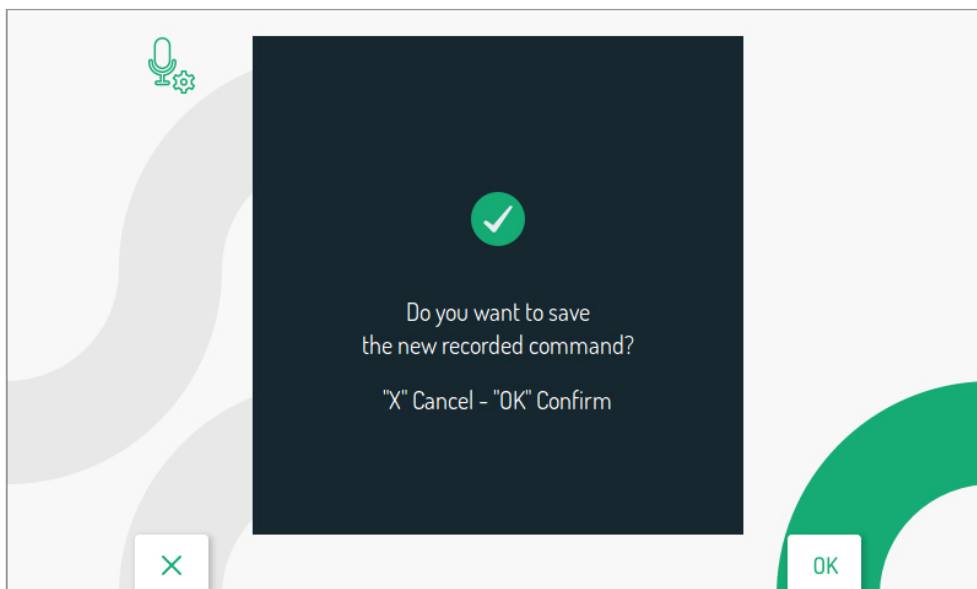 Do you want to save
the new recorded command?
"X" Cancel - "OK" Confirm
OK